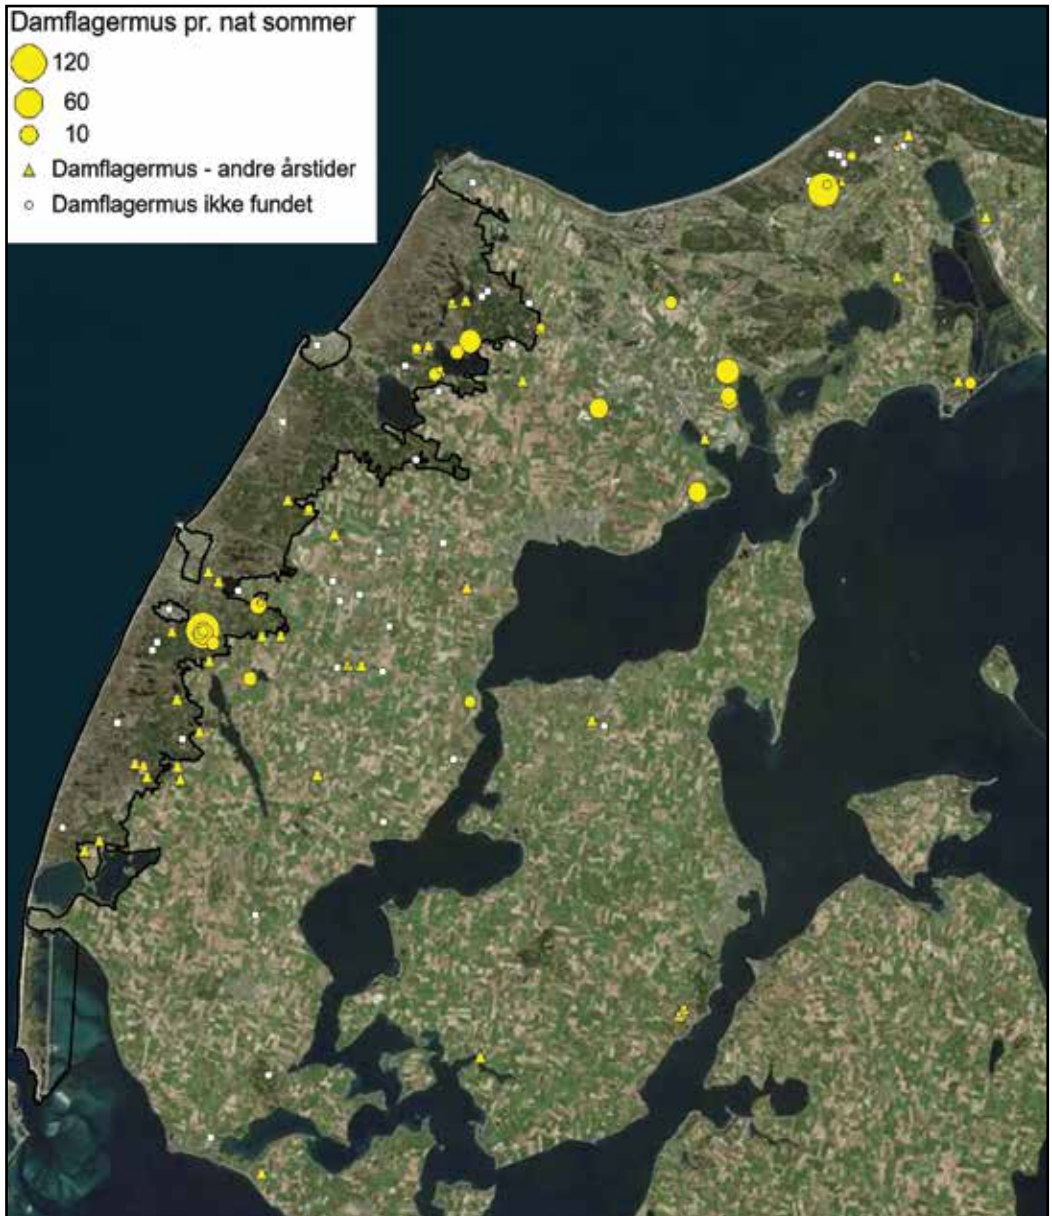 Damflagermus pr. nat sommer
120
60
10
Damflagermus - andre årstider
Damflagermus ikke fundet